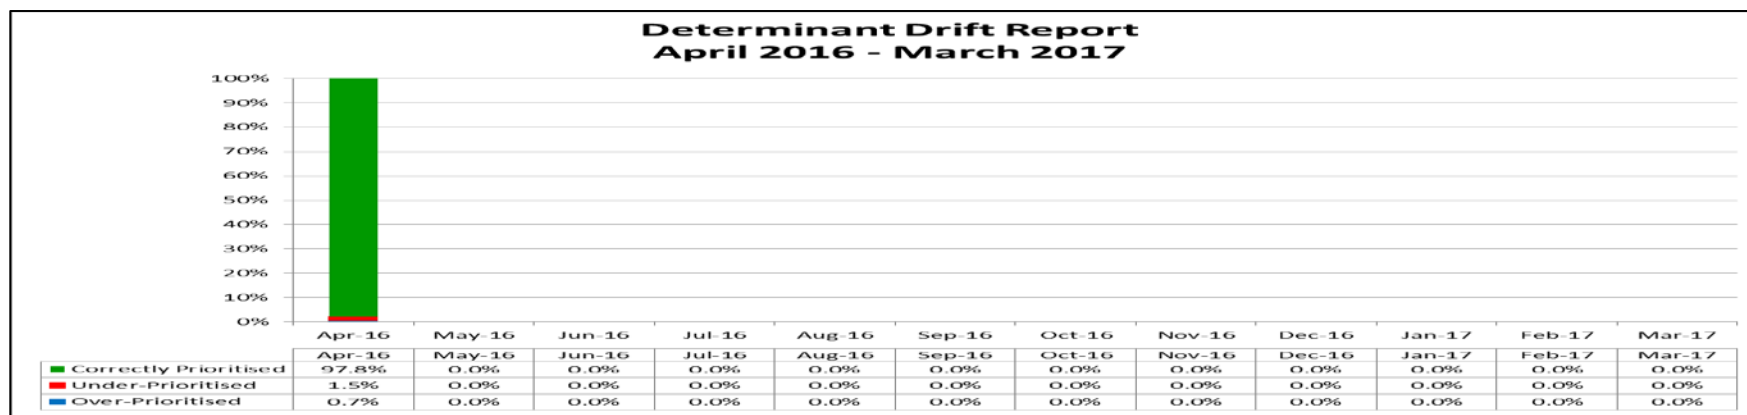 Determinant Drift Report
April 2016 - March 2017
100%
90%
80%
70%
60%
50%
40%
30%
20%
10%
0%
Apr-16 May-16 Jun-16 Jul-16 Aug-16 Sep-16 Oct-16 Nov-16 Dec-16 Jan-17 Feb-17 Mar-17
Apr-16 May-16 Jun-16 Jul-16 Aug-16 Sep-16 Oct-16 Nov-16 Dec-16 Jan-17 Feb-17 Mar-17
Correctly Prioritised 97.8% 0.0% 0.0% 0.0% 0.0% 0.0% 0.0% 0.0% 0.0% 0.0% 0.0% 0.0%
Under-Prioritised 1.5% 0.0% 0.0% 0.0% 0.0% 0.0% 0.0% 0.0% 0.0% 0.0% 0.0% 0.0%
Over-Prioritised 0.7% 0.0% 0.0% 0.0% 0.0% 0.0% 0.0% 0.0% 0.0% 0.0% 0.0% 0.0%